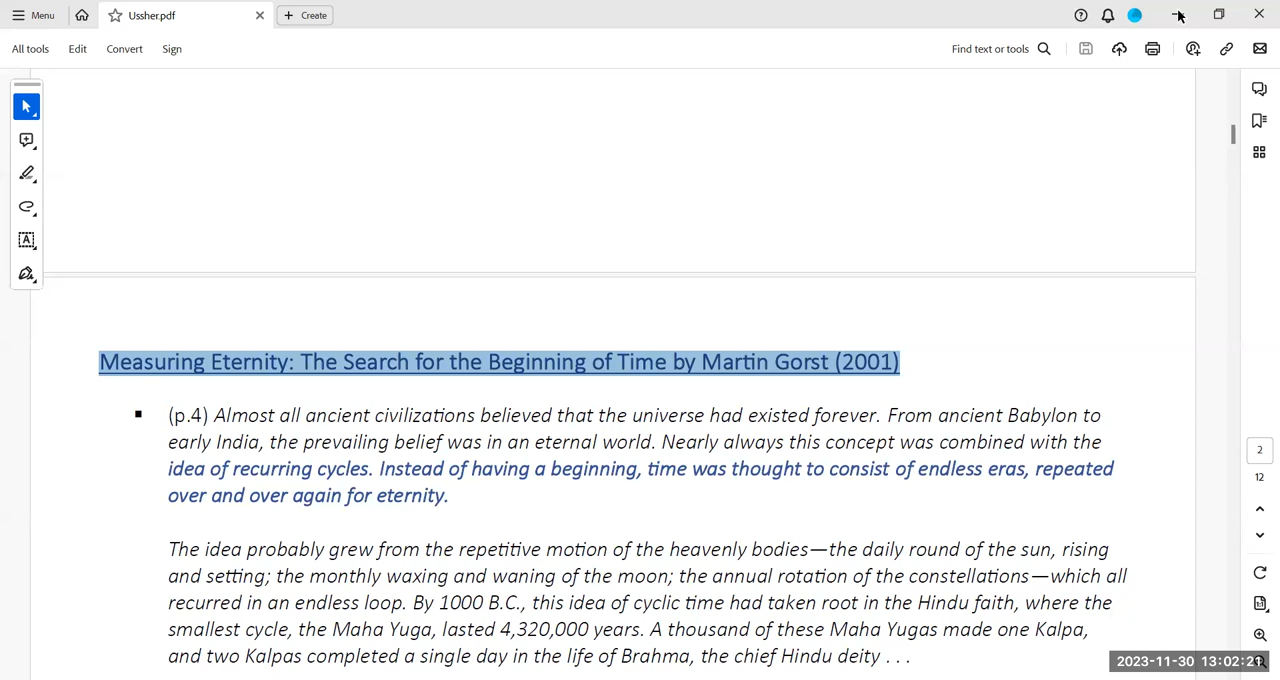 Menu
Ussher.pdf
Create
All tools
Edit
Convert
Sign
Find text or tools
Measuring Eternity: The Search for the Beginning of Time by Martin Gorst (2001)
(p.4) Almost all ancient civilizations believed that the universe had existed forever. From ancient Babylon to
early India, the prevailing belief was in an eternal world. Nearly always this concept was combined with the
idea of recurring cycles. Instead of having a beginning, time was thought to consist of endless eras, repeated
over and over again for eternity.
The idea probably grew from the repetitive motion of the heavenly bodies—the daily round of the sun, rising
and setting; the monthly waxing and waning of the moon; the annual rotation of the constellations—which all
recurred in an endless loop. By 1000 B.C., this idea of cyclic time had taken root in the Hindu faith, where the
smallest cycle, the Maha Yuga, lasted 4,320,000 years. A thousand of these Maha Yugas made one Kalpa,
and two Kalpas completed a single day in the life of Brahma, the chief Hindu deity . . .
2
12
2023-11-30 13:02:21